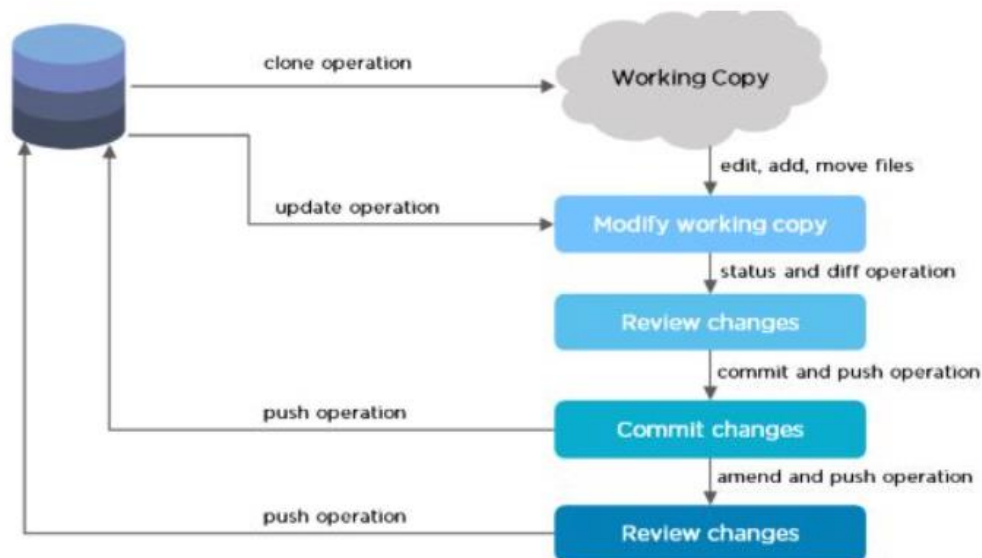 clone operation
Working Copy
edit, add, move files
update operation
Modify working copy
status and diff operation
Review changes
commit and push operation
push operation
Commit changes
amend and push operation
push operation
Review changes